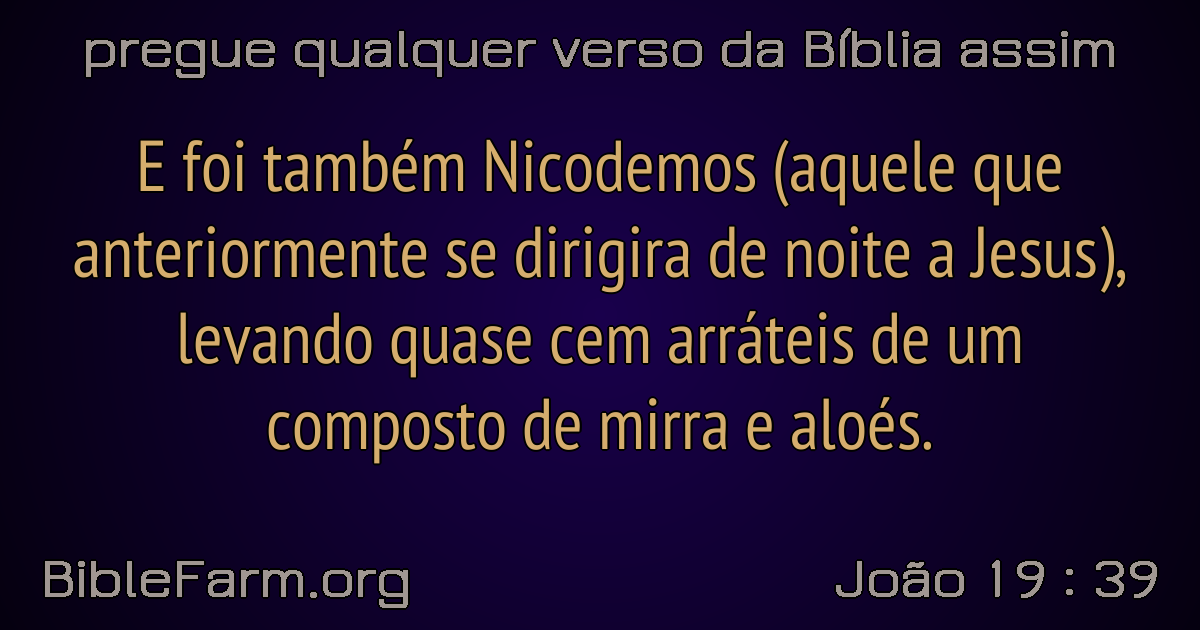 pregue qualquer verso da Bíblia assim
E foi também Nicodemos (aquele que
anteriormente se dirigira de noite a Jesus),
levando quase cem arráteis de um
composto de mirra e aloés.
BibleFarm.org
João 19 : 39